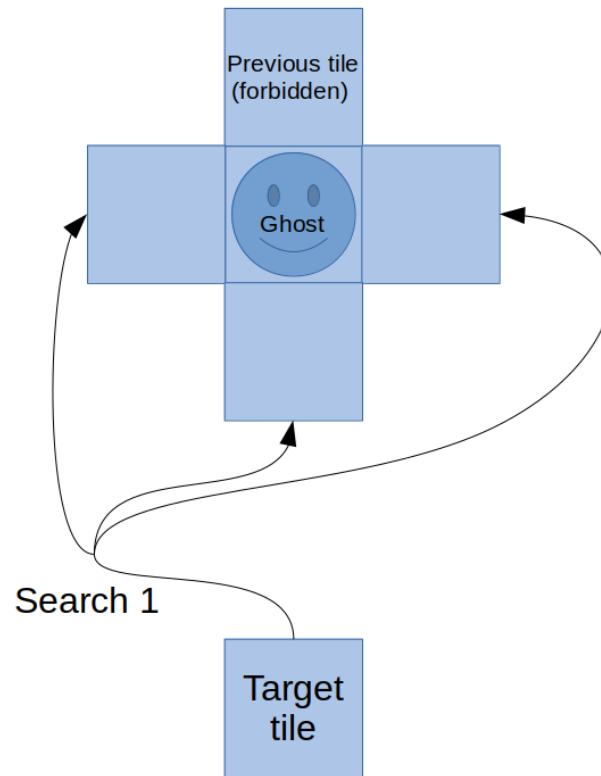 Previous tile
(forbidden)
Ghost
Search 1
Target
tile